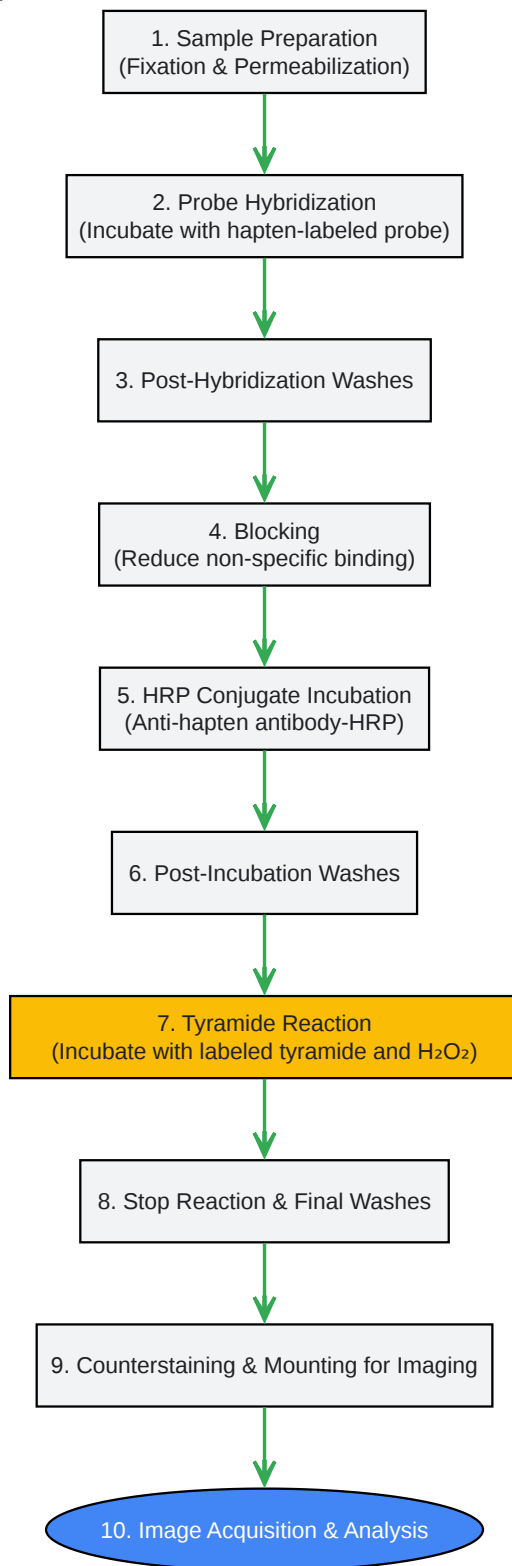 1. Sample Preparation
(Fixation & Permeabilization)
2. Probe Hybridization
(Incubate with hapten-labeled probe)
3. Post-Hybridization Washes
4. Blocking
(Reduce non-specific binding)
5. HRP Conjugate Incubation
(Anti-hapten antibody-HRP)
6. Post-Incubation Washes
7. Tyramide Reaction
(Incubate with labeled tyramide and H₂O₂)
8. Stop Reaction & Final Washes
9. Counterstaining & Mounting for Imaging
10. Image Acquisition & Analysis